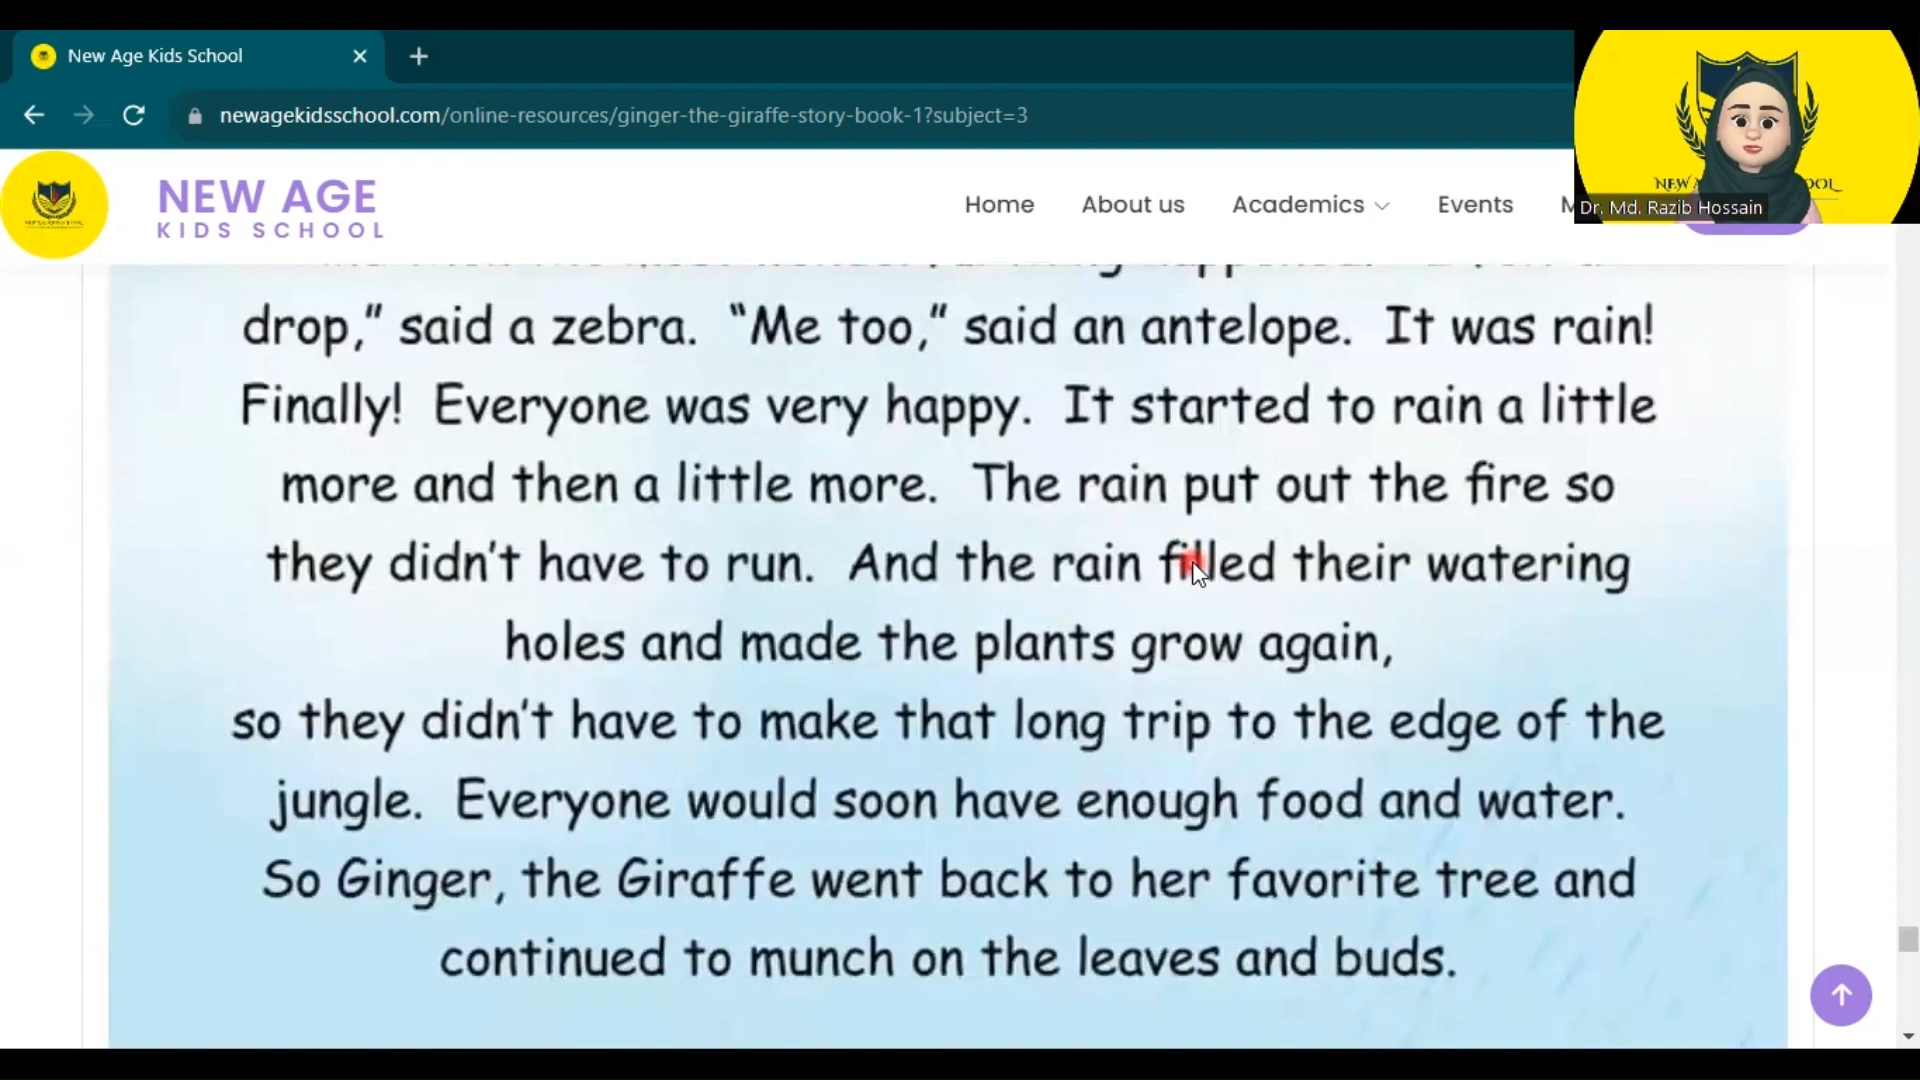 New Age Kids School
newagekidsschool.com/online-resources/ginger-the-giraffe-story-book-1?subject=3
NEW AGE
KIDS SCHOOL
Home About us Academics Events
Dr. Md. Razib Hossain
drop,” said a zebra. “Me too,” said an antelope. It was rain!
Finally! Everyone was very happy. It started to rain a little
more and then a little more. The rain put out the fire so
they didn’t have to run. And the rain filled their watering
holes and made the plants grow again,
so they didn’t have to make that long trip to the edge of the
jungle. Everyone would soon have enough food and water.
So Ginger, the Giraffe went back to her favorite tree and
continued to munch on the leaves and buds.